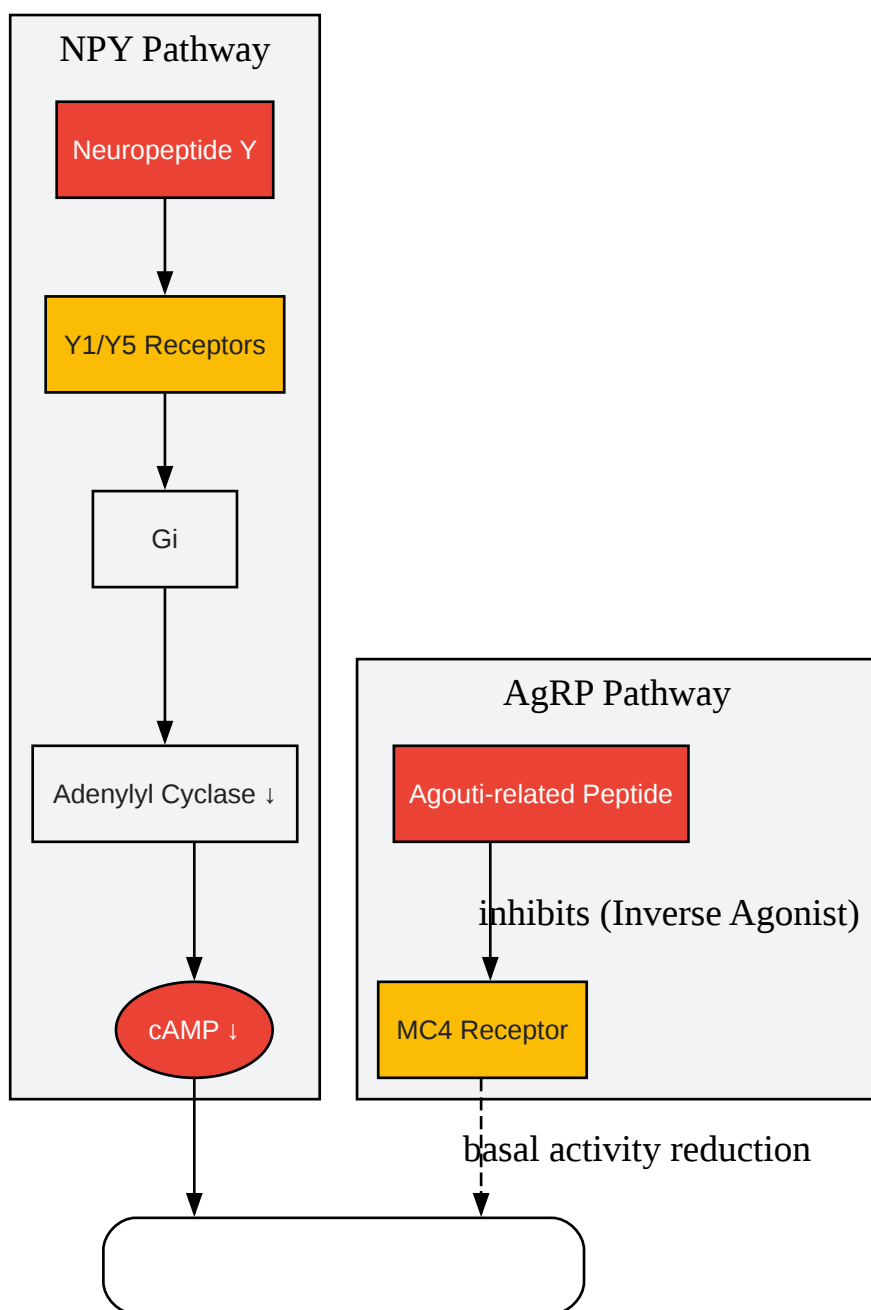 NPY Pathway
Neuropeptide Y
Y1/Y5 Receptors
Gi
Adenylyl Cyclase ↓
cAMP ↓
AgRP Pathway
Agouti-related Peptide
inhibits (Inverse Agonist)
MC4 Receptor
basal activity reduction